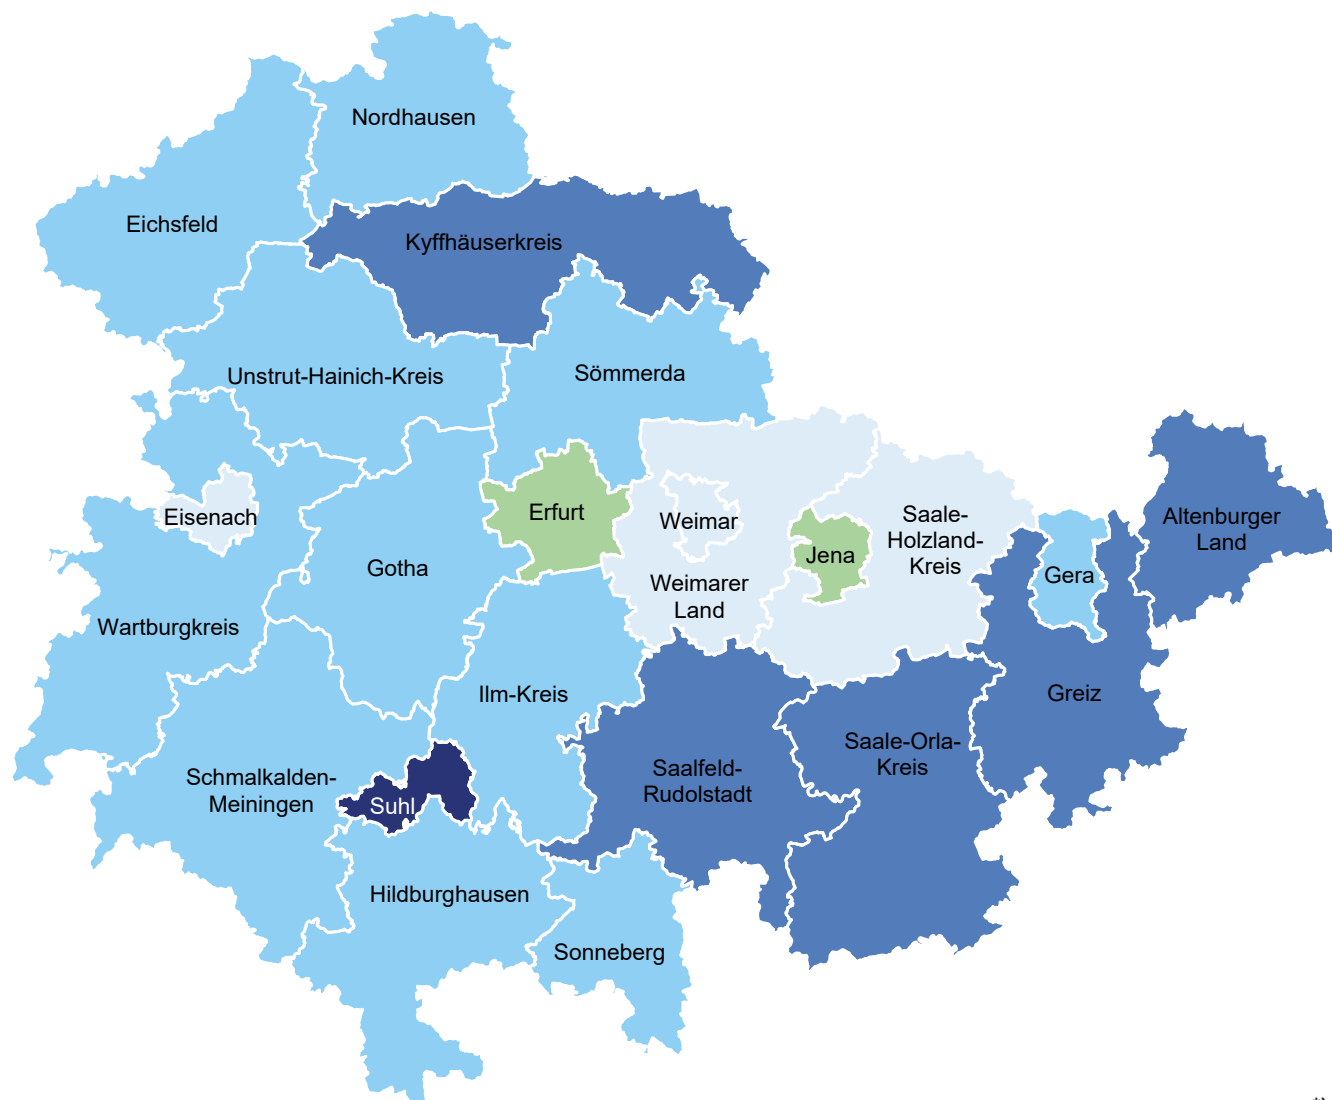 Nordhausen
Eichsfeld
Kyffhäuserkreis
Unstrut-Hainich-Kreis
Sömmerda
Eisenach
Erfurt
Weimar
Jena
Saale-
Holzland-
Kreis
Altenburger
Land
Gotha
Weimarer
Land
Gera
Wartburgkreis
Ilm-Kreis
Greiz
Schmalkalden-
Meiningen
Suhl
Saalfeld-
Rudolstadt
Saale-Orla-
Kreis
Hildburghausen
Sonneberg